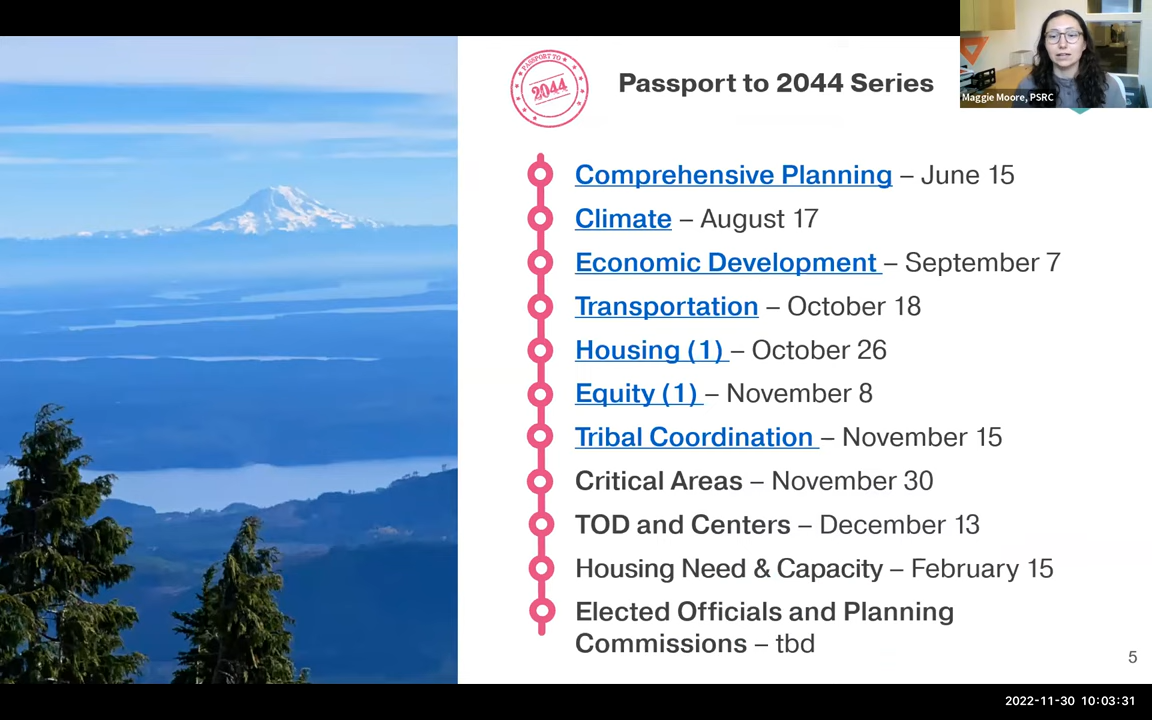 PASSPORT TO
2044
Passport to 2044 Series
Maggie Moore, PSRC
Comprehensive Planning – June 15
Climate – August 17
Economic Development – September 7
Transportation – October 18
Housing (1) – October 26
Equity (1) – November 8
Tribal Coordination – November 15
Critical Areas – November 30
TOD and Centers – December 13
Housing Need & Capacity – February 15
Elected Officials and Planning
Commissions – tbd
5
2022-11-30 10:03:31